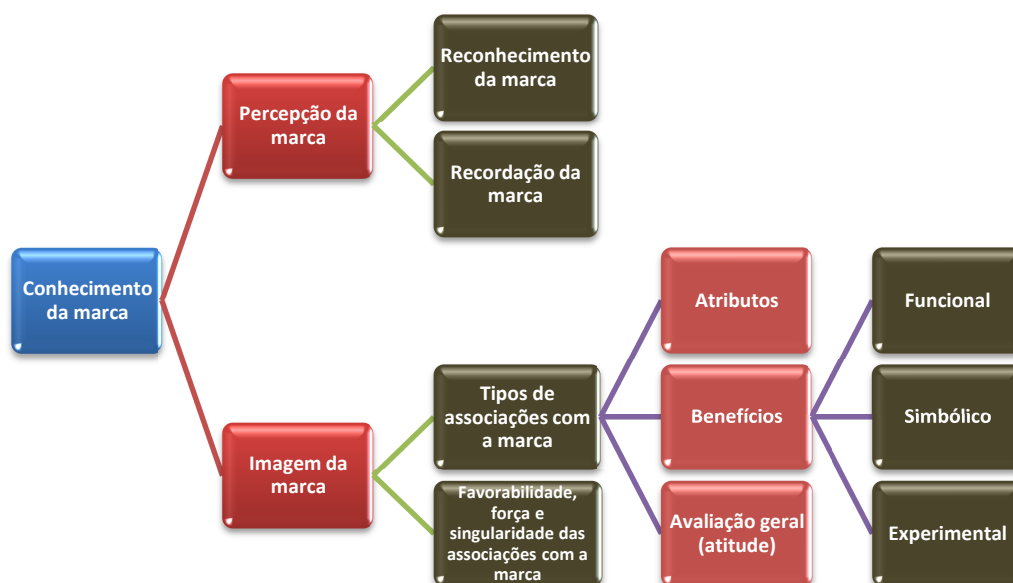 Reconhecimento
da marca
Percepção da
marca
Recordação da
marca
Conhecimento
da marca
Atributos
Funcional
Tipos de
associações com
a marca
Benefícios
Simbólico
Imagem da
marca
Favorabilidade,
força e
singularidade das
associações com a
marca
Avaliação geral
(atitude)
Experimental